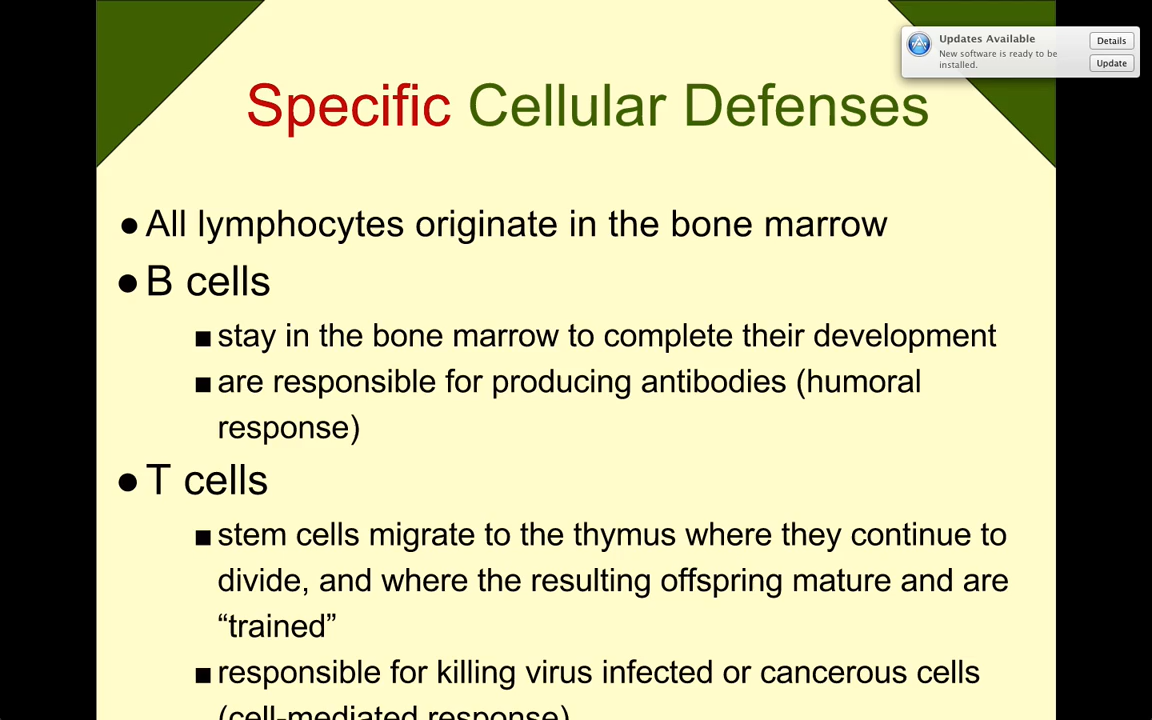 Updates Available
Details
New software is ready to be
installed.
Update
Specific Cellular Defenses
●All lymphocytes originate in the bone marrow
●B cells
■stay in the bone marrow to complete their development
■are responsible for producing antibodies (humoral
response)
●T cells
■stem cells migrate to the thymus where they continue to
divide, and where the resulting offspring mature and are
“trained”
■responsible for killing virus infected or cancerous cells
(cell-mediated response)